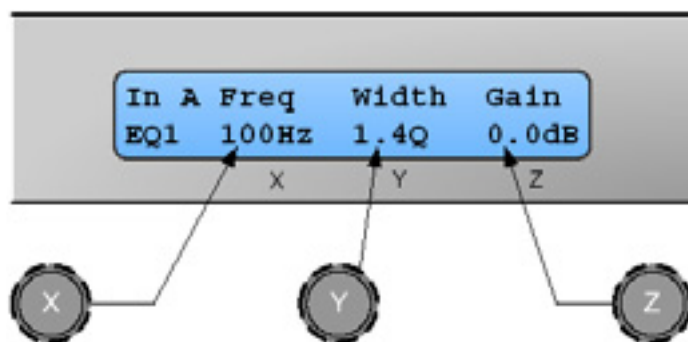 In A Freq Width Gain
EQ1 100Hz 1.4Q 0.0dB
X Y Z
X Y Z